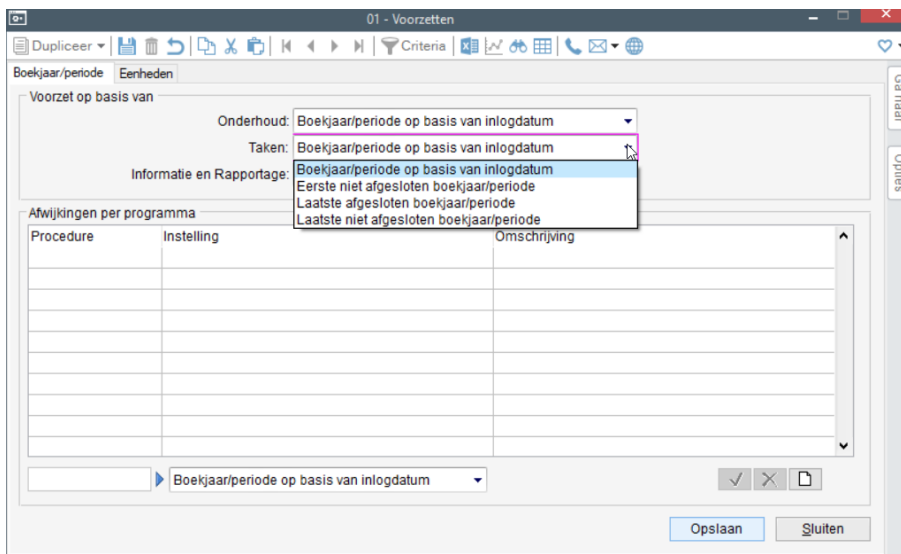 01 - Voorzetten
Dupliceer
Criteria
Boekjaar/periode Eenheden
Voorzet op basis van
Onderhoud: Boekjaar/periode op basis van inlogdatum
Taken: Boekjaar/periode op basis van inlogdatum
Informatie en Rapportage: Boekjaar/periode op basis van inlogdatum
Eerste niet afgesloten boekjaar/periode
Laatste afgesloten boekjaar/periode
Laatste niet afgesloten boekjaar/periode
Afwijkingen per programma
Procedure Instelling Omschrijving
Boekjaar/periode op basis van inlogdatum
Opslaan Sluiten
Ga naar
Opties